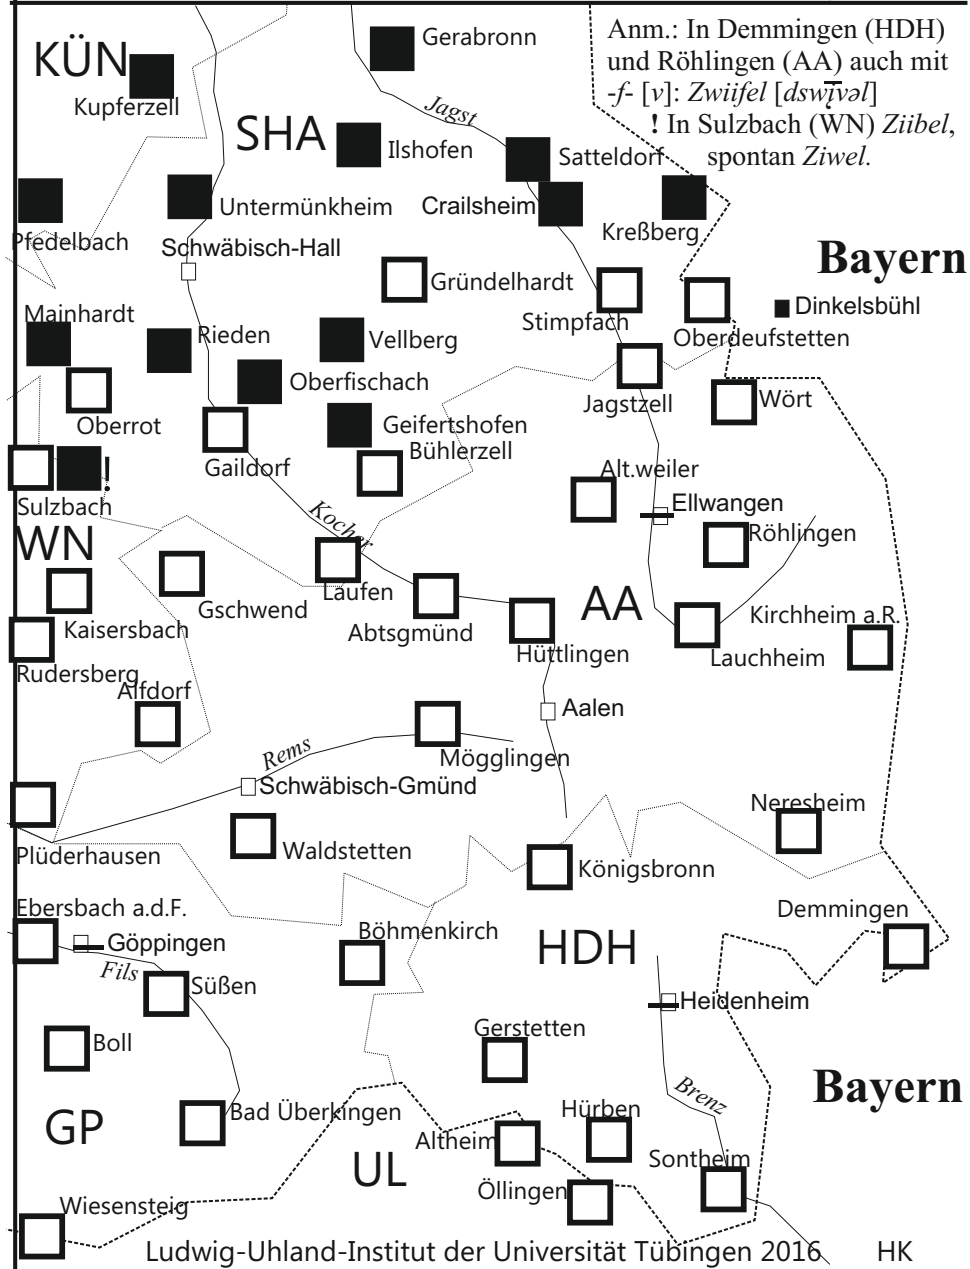 Anm.: In Demmingen (HDH)
und Röhlingen (AA) auch mit
-f- [v]: Zwiifel [dswīvəl]
! In Sulzbach (WN) Ziibel,
spontan Ziwel.
KÜN
Kupferzell
Gerabronn
Jagst
SHA
Ilshofen
Satteldorf
Pfedelbach
Untermünkheim
Crailsheim
Kreßberg
Schwäbisch-Hall
Bayern
Gründelhardt
Stimpfach
Dinkelsbühl
Mainhardt
Rieden
Vellberg
Oberdeufstetten
Oberfischach
Jagstzell
Wört
Oberrot
Geifertshofen
Gaildorf
Bühlerzell
!
Sulzbach
Alt.weiler
Ellwangen
Kocher
WN
Röhlingen
Laufen
Gschwend
AA
Kaisersbach
Abtsgmünd
Kirchheim a.R.
Hüttlingen
Lauchheim
Rudersberg
Alfdorf
Aalen
Rems
Mögglingen
Schwäbisch-Gmünd
Neresheim
Plüderhausen
Waldstetten
Königsbronn
Ebersbach a.d.F.
Demmingen
Böhmenkirch
Göppingen
HDH
Fils
Süßen
Heidenheim
Gerstetten
Boll
Bayern
Brenz
GP
Bad Überkingen
Hürben
Altheim
UL
Sontheim
Öllingen
Wiesensteig
Ludwig-Uhland-Institut der Universität Tübingen 2016 HK